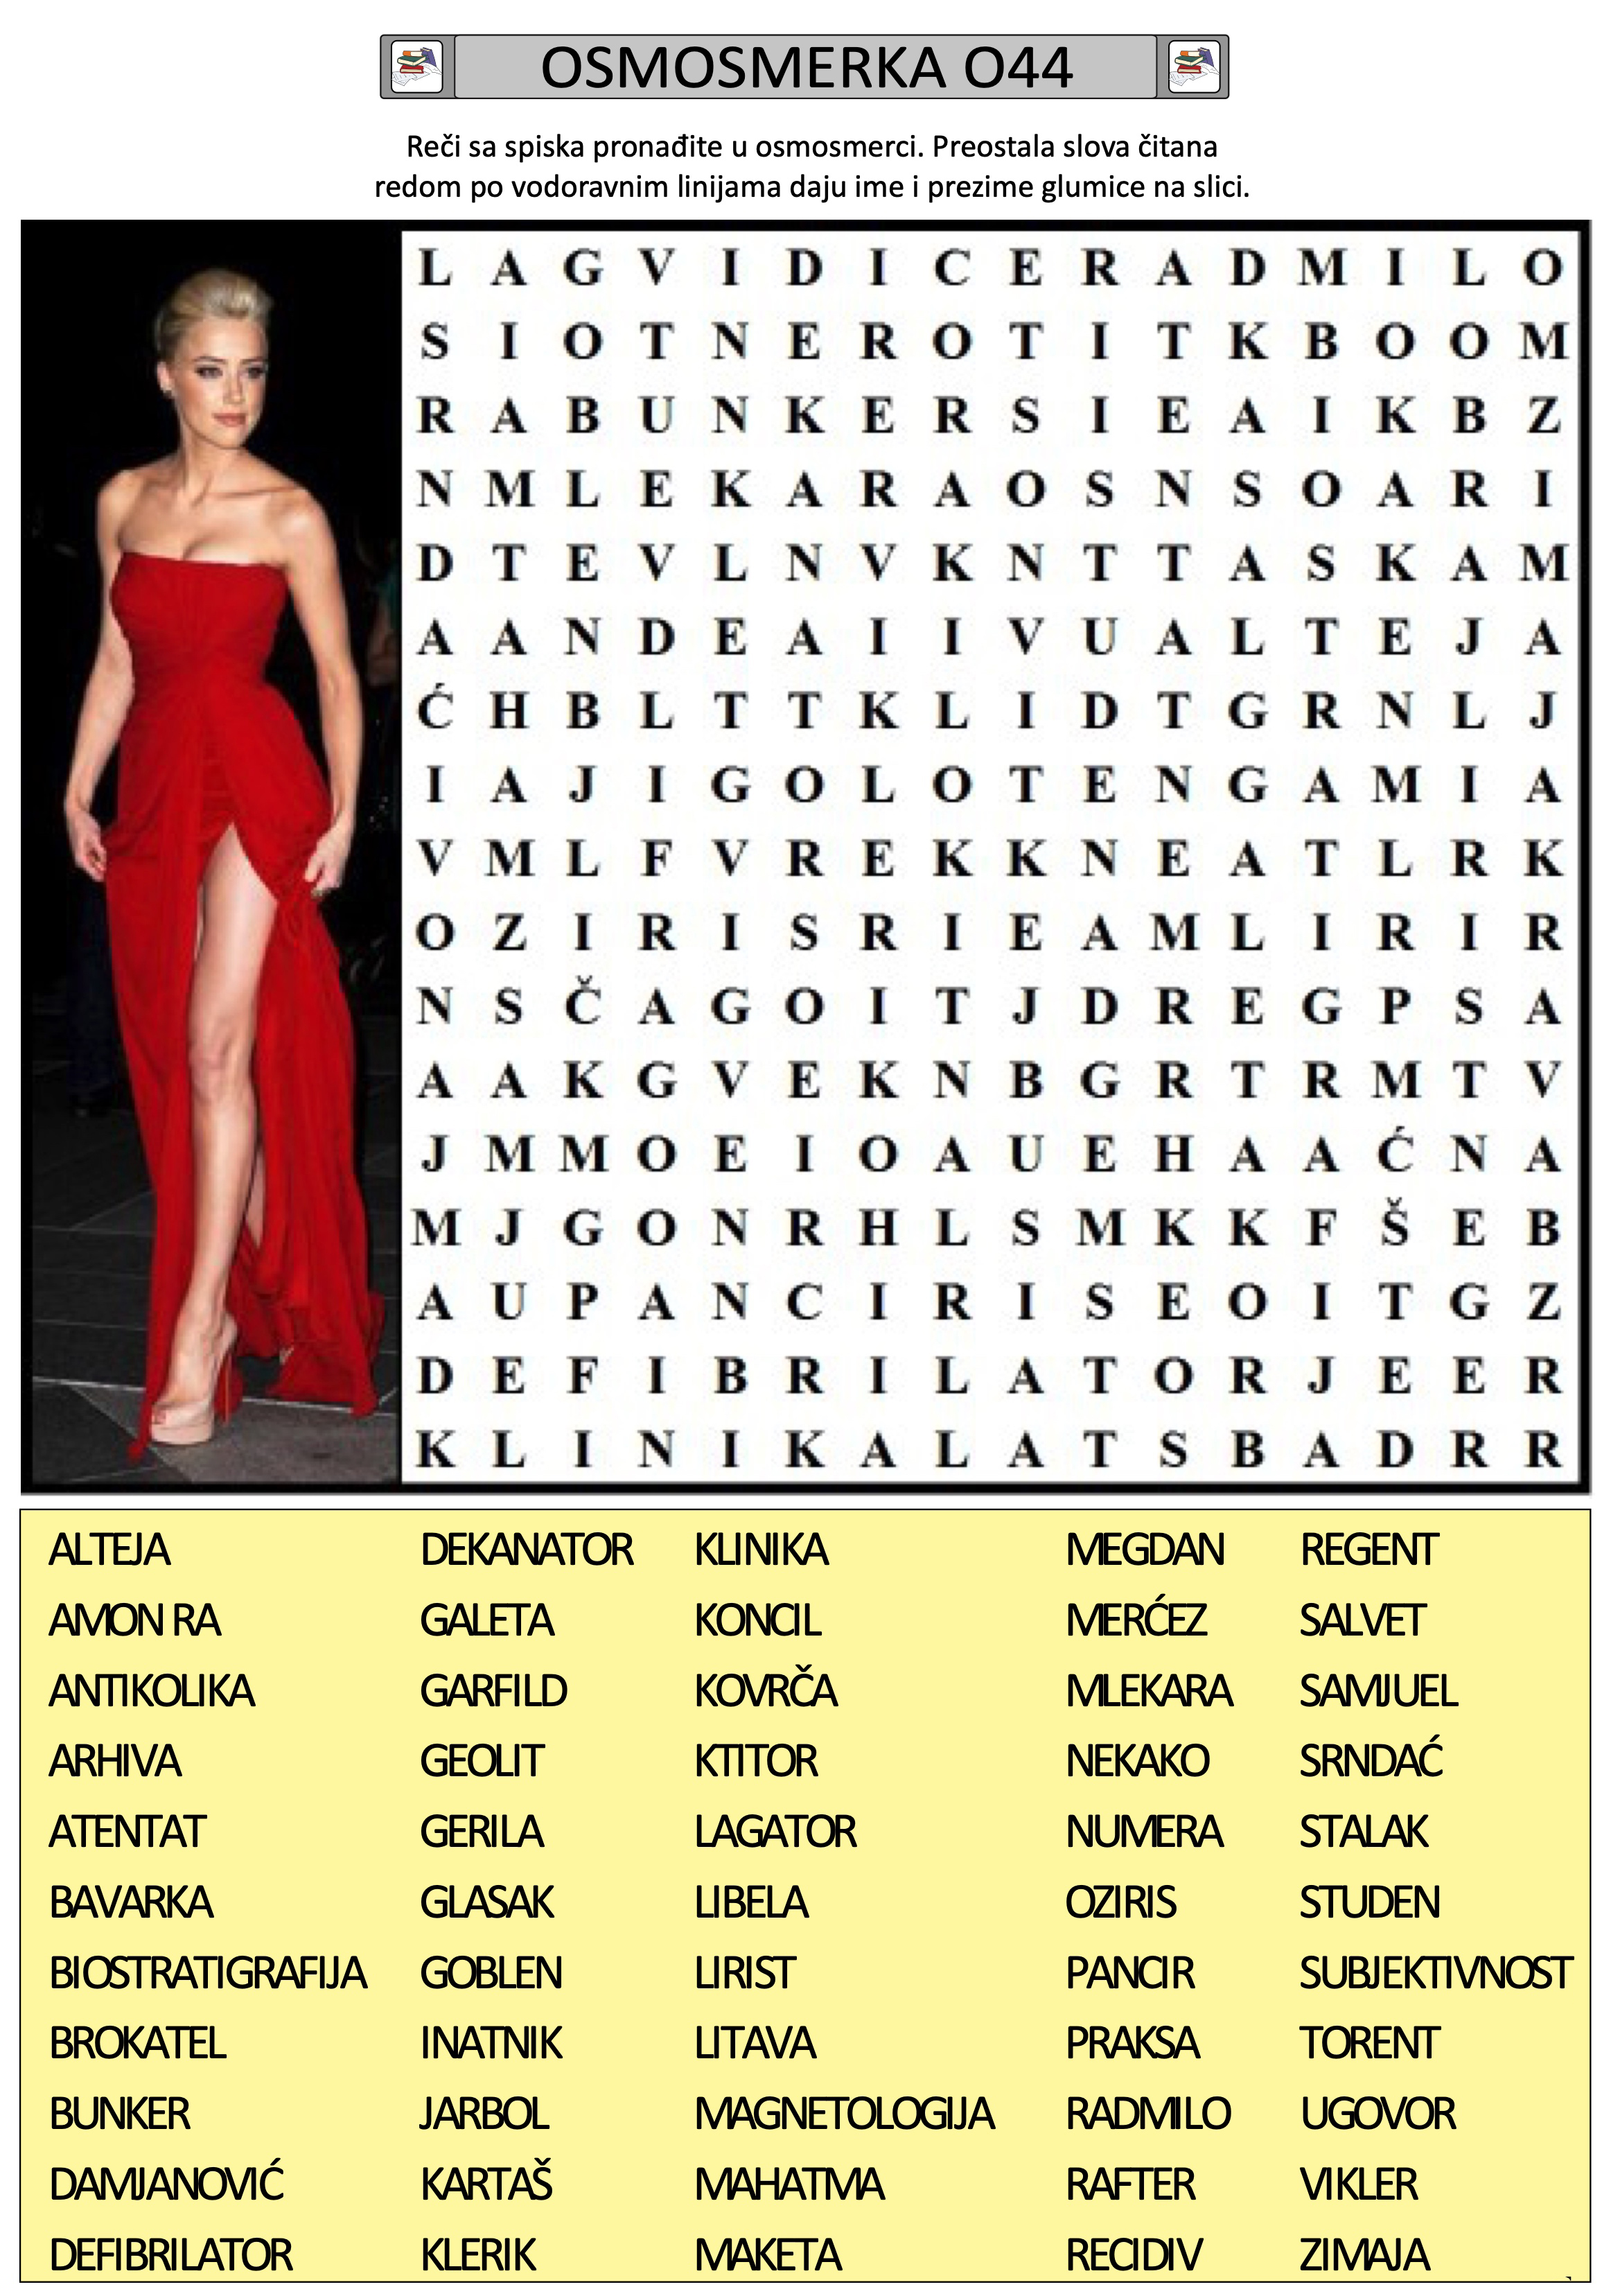 OSMOSMERKA O44
Reči sa spiska pronađite u osmosmerci. Preostala slova čitana
redom po vodoravnim linijama daju ime i prezime glumice na slici.
L A G V I D I C E R A D M I L O
S I O T N E R O T I T K B O O M
R A B U N K E R S I E A I K B Z
N M L E K A R A O S N S O A R I
D T E V L N V K N T T A S K A M
A A N D E A I I V U A L T E J A
Ć H B L T T K L I D T G R N L J
I A J I G O L O T E N G A M I A
V M L F V R E K K N E A T L R K
O Z I R I S R I E A M L I R I R
N S Č A G O I T J D R E G P S A
A A K G V E K N B G R T R M T V
J M M O E I O A U E H A A Ć N A
M J G O N R H L S M K K F Š E B
A U P A N C I R I S E O I T G Z
D E F I B R I L A T O R J E E R
K L I N I K A L A T S B A D R R
ALTEJA DEKANATOR KLINIKA MEGDAN REGENT
AMON RA GALETA KONCIL MERĆEZ SALVET
ANTIKOLIKA GARFILD KOVRČA MLEKARA SAMJUEL
ARHIVA GEOLIT KTITOR NEKAKO SRNDAĆ
ATENTAT GERILA LAGATOR NUMERA STALAK
BAVARKA GLASAK LIBELA OZIRIS STUDEN
BIOSTRATIGRAFIJA GOBLEN LIRIST PANCIR SUBJEKTIVNOST
BROKATEL INATNIK LITAVA PRAKSA TORENT
BUNKER JARBOL MAGNETOLOGIJA RADMILO UGOVOR
DAMJANOVIĆ KARTAŠ MAHATMA RAFTER VIKLER
DEFIBRILATOR KLERIK MAKETA RECIDIV ZIMAJA